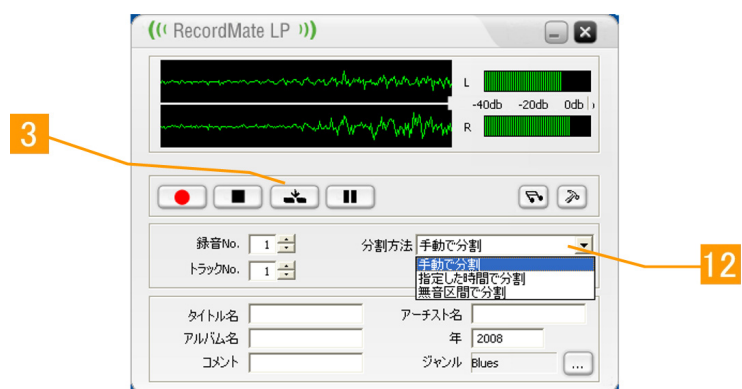 ((( RecordMate LP )))
L
-40db -20db 0db
R
3
録音No. 1 分割方法 手動で分割
トラックNo. 1 手動で分割
指定した時間で分割
無音区間で分割
12
タイトル名 アーチスト名
アルバム名 年 2008
コメント ジャンル Blues ...